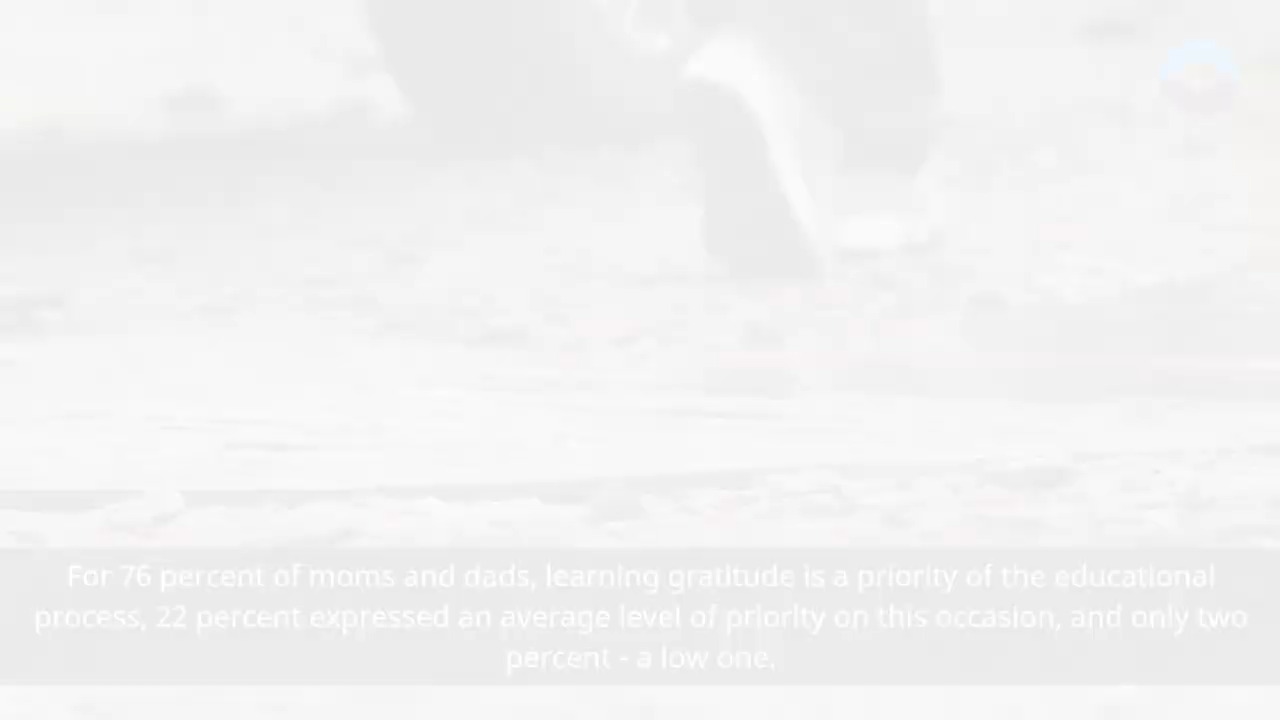 For 76 percent of moms and dads, learning gratitude is a priority of the educational
process, 22 percent expressed an average level of priority on this occasion, and only two
percent - a low one.